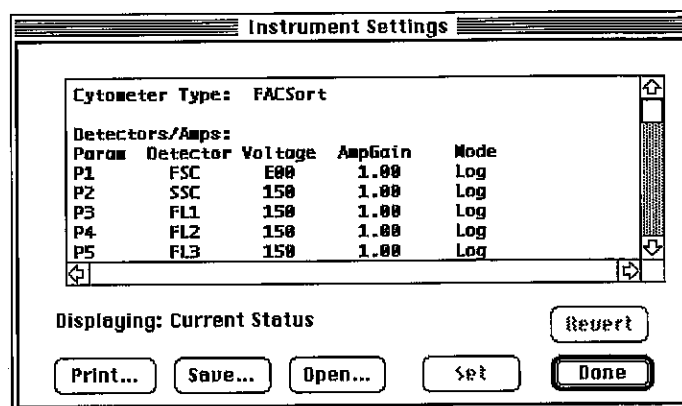 Instrument Settings
Cytometer Type: FACSort
Detectors/Amps:
Param Detector Voltage AmpGain Mode
P1 FSC E00 1.00 Log
P2 SSC 150 1.00 Log
P3 FL1 150 1.00 Log
P4 FL2 150 1.00 Log
P5 FL3 150 1.00 Log
Displaying: Current Status
Revert
Print... Save... Open... Set Done